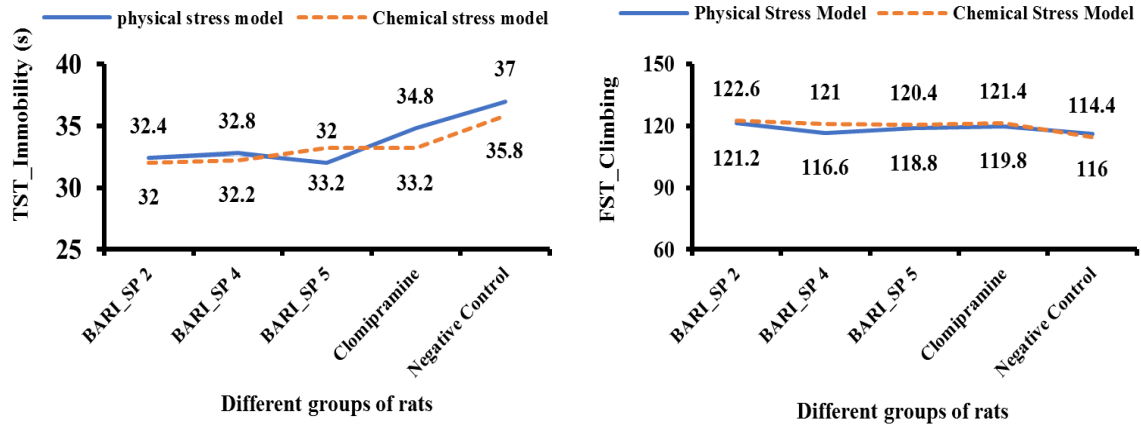 physical stress model
Chemical stress model
TST_Immobility (s)
40
35
30
25
32.4
32.8
32
34.8
37
32
32.2
33.2
33.2
35.8
BARI_SP 2
BARI_SP 4
BARI_SP 5
Clomipramine
Negative Control
Different groups of rats
Physical Stress Model
Chemical Stress Model
FST_Climbing
150
120
90
60
122.6
121
120.4
121.4
114.4
121.2
116.6
118.8
119.8
116
BARI_SP 2
BARI_SP 4
BARI_SP 5
Clomipramine
Negative Control
Different groups of rats